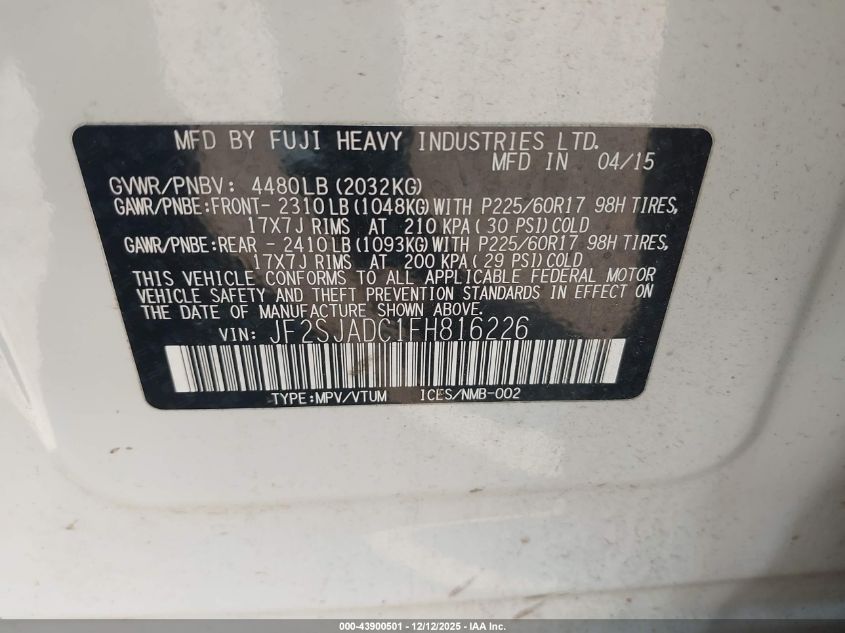 MFD BY FUJI HEAVY INDUSTRIES LTD.
MFD IN 04/15
GVWR/PNBV: 4480LB(2032KG)
GAWR/PNBE:FRONT-2310LB(1048KG)WITH P225/60R17 98H TIRES,
17X7J RIMS AT 210 KPA(30 PSI)COLD
GAWR/PNBE:REAR -2410LB(1093KG)WITH P225/60R17 98H TIRES,
17X7J RIMS AT 200 KPA(29 PSI)COLD
THIS VEHICLE CONFORMS TO ALL APPLICABLE FEDERAL MOTOR
VEHICLE SAFETY AND THEFT PREVENTION STANDARDS IN EFFECT ON
THE DATE OF MANUFACTURE SHOWN ABOVE.
VIN: JF2SJADC1FH816226
TYPE:MPV/VTUM ICES/NMB-002
000-43900501 - 12/12/2025 - IAA Inc.